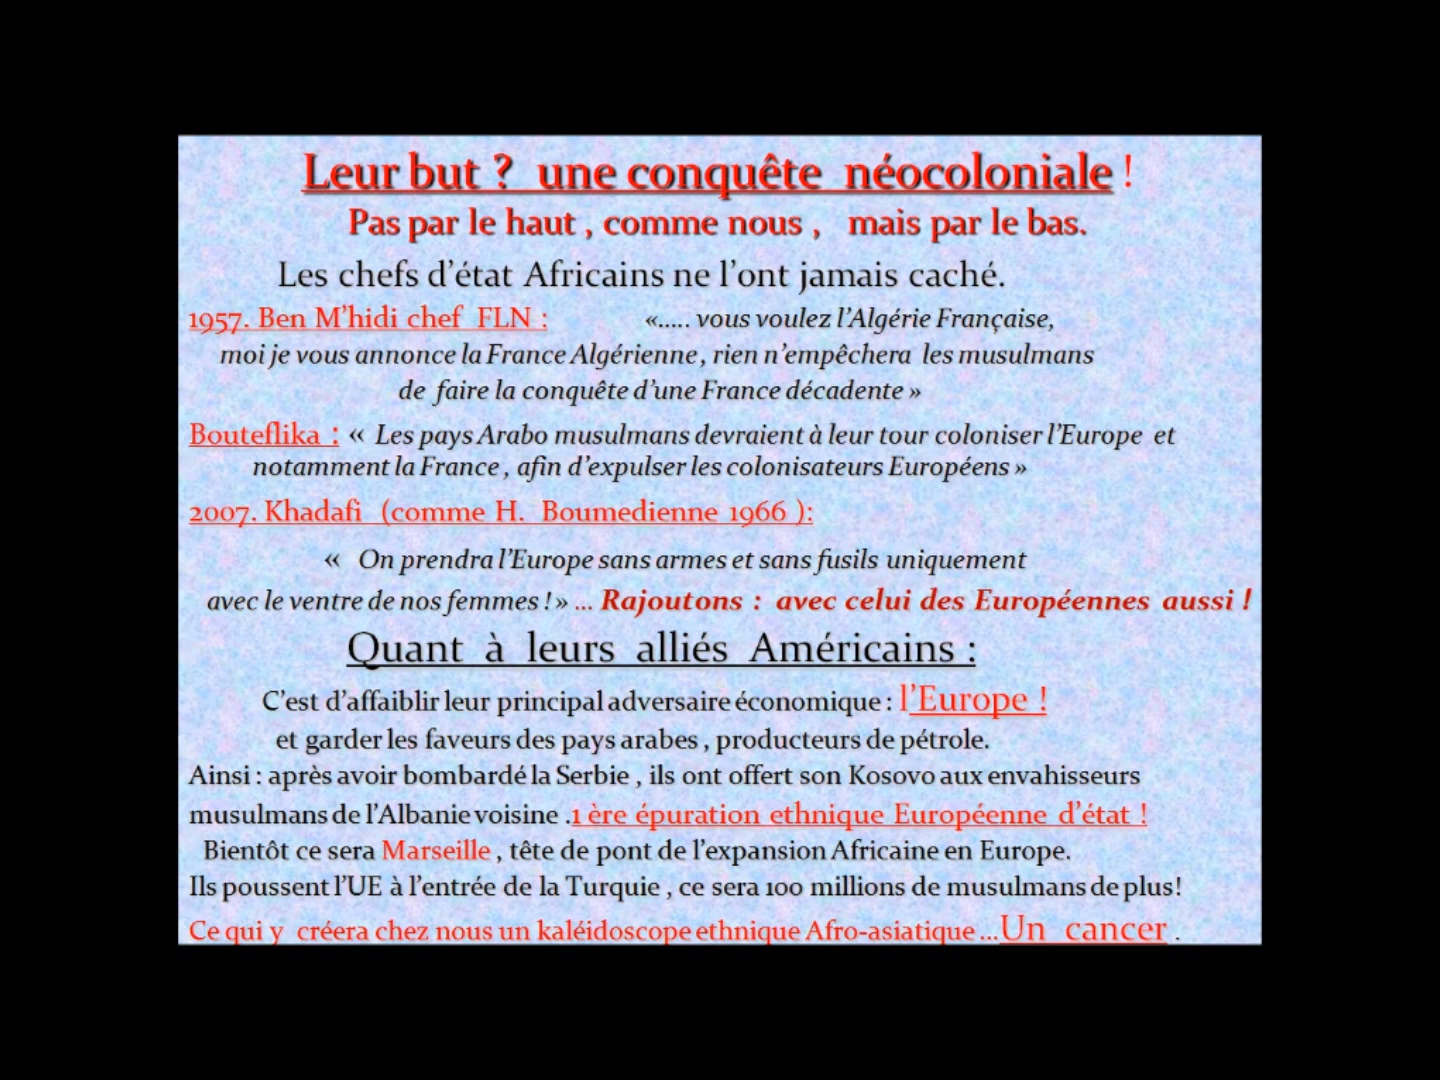 Leur but ? une conquête néocoloniale !
Pas par le haut , comme nous , mais par le bas.
Les chefs d'état Africains ne l'ont jamais caché.
1957. Ben M'hidi chef FLN : «..... vous voulez l'Algérie Française,
moi je vous annonce la France Algérienne, rien n'empêchera les musulmans
de faire la conquête d'une France décadente »
Bouteflika : « Les pays Arabo musulmans devraient à leur tour coloniser l'Europe et
notamment la France , afin d'expulser les colonisateurs Européens »
2007. Khadafi (comme H. Boumedienne 1966 ):
« On prendra l'Europe sans armes et sans fusils uniquement
avec le ventre de nos femmes ! » ... Rajoutons : avec celui des Européennes aussi !
Quant à leurs alliés Américains :
C'est d'affaiblir leur principal adversaire économique : l'Europe !
et garder les faveurs des pays arabes , producteurs de pétrole.
Ainsi : après avoir bombardé la Serbie , ils ont offert son Kosovo aux envahisseurs
musulmans de l'Albanie voisine .1 ère épuration ethnique Européenne d'état !
Bientôt ce sera Marseille , tête de pont de l'expansion Africaine en Europe.
Ils poussent l'UE à l'entrée de la Turquie , ce sera 100 millions de musulmans de plus!
Ce qui y créera chez nous un kaléidoscope ethnique Afro-asiatique ...Un cancer .